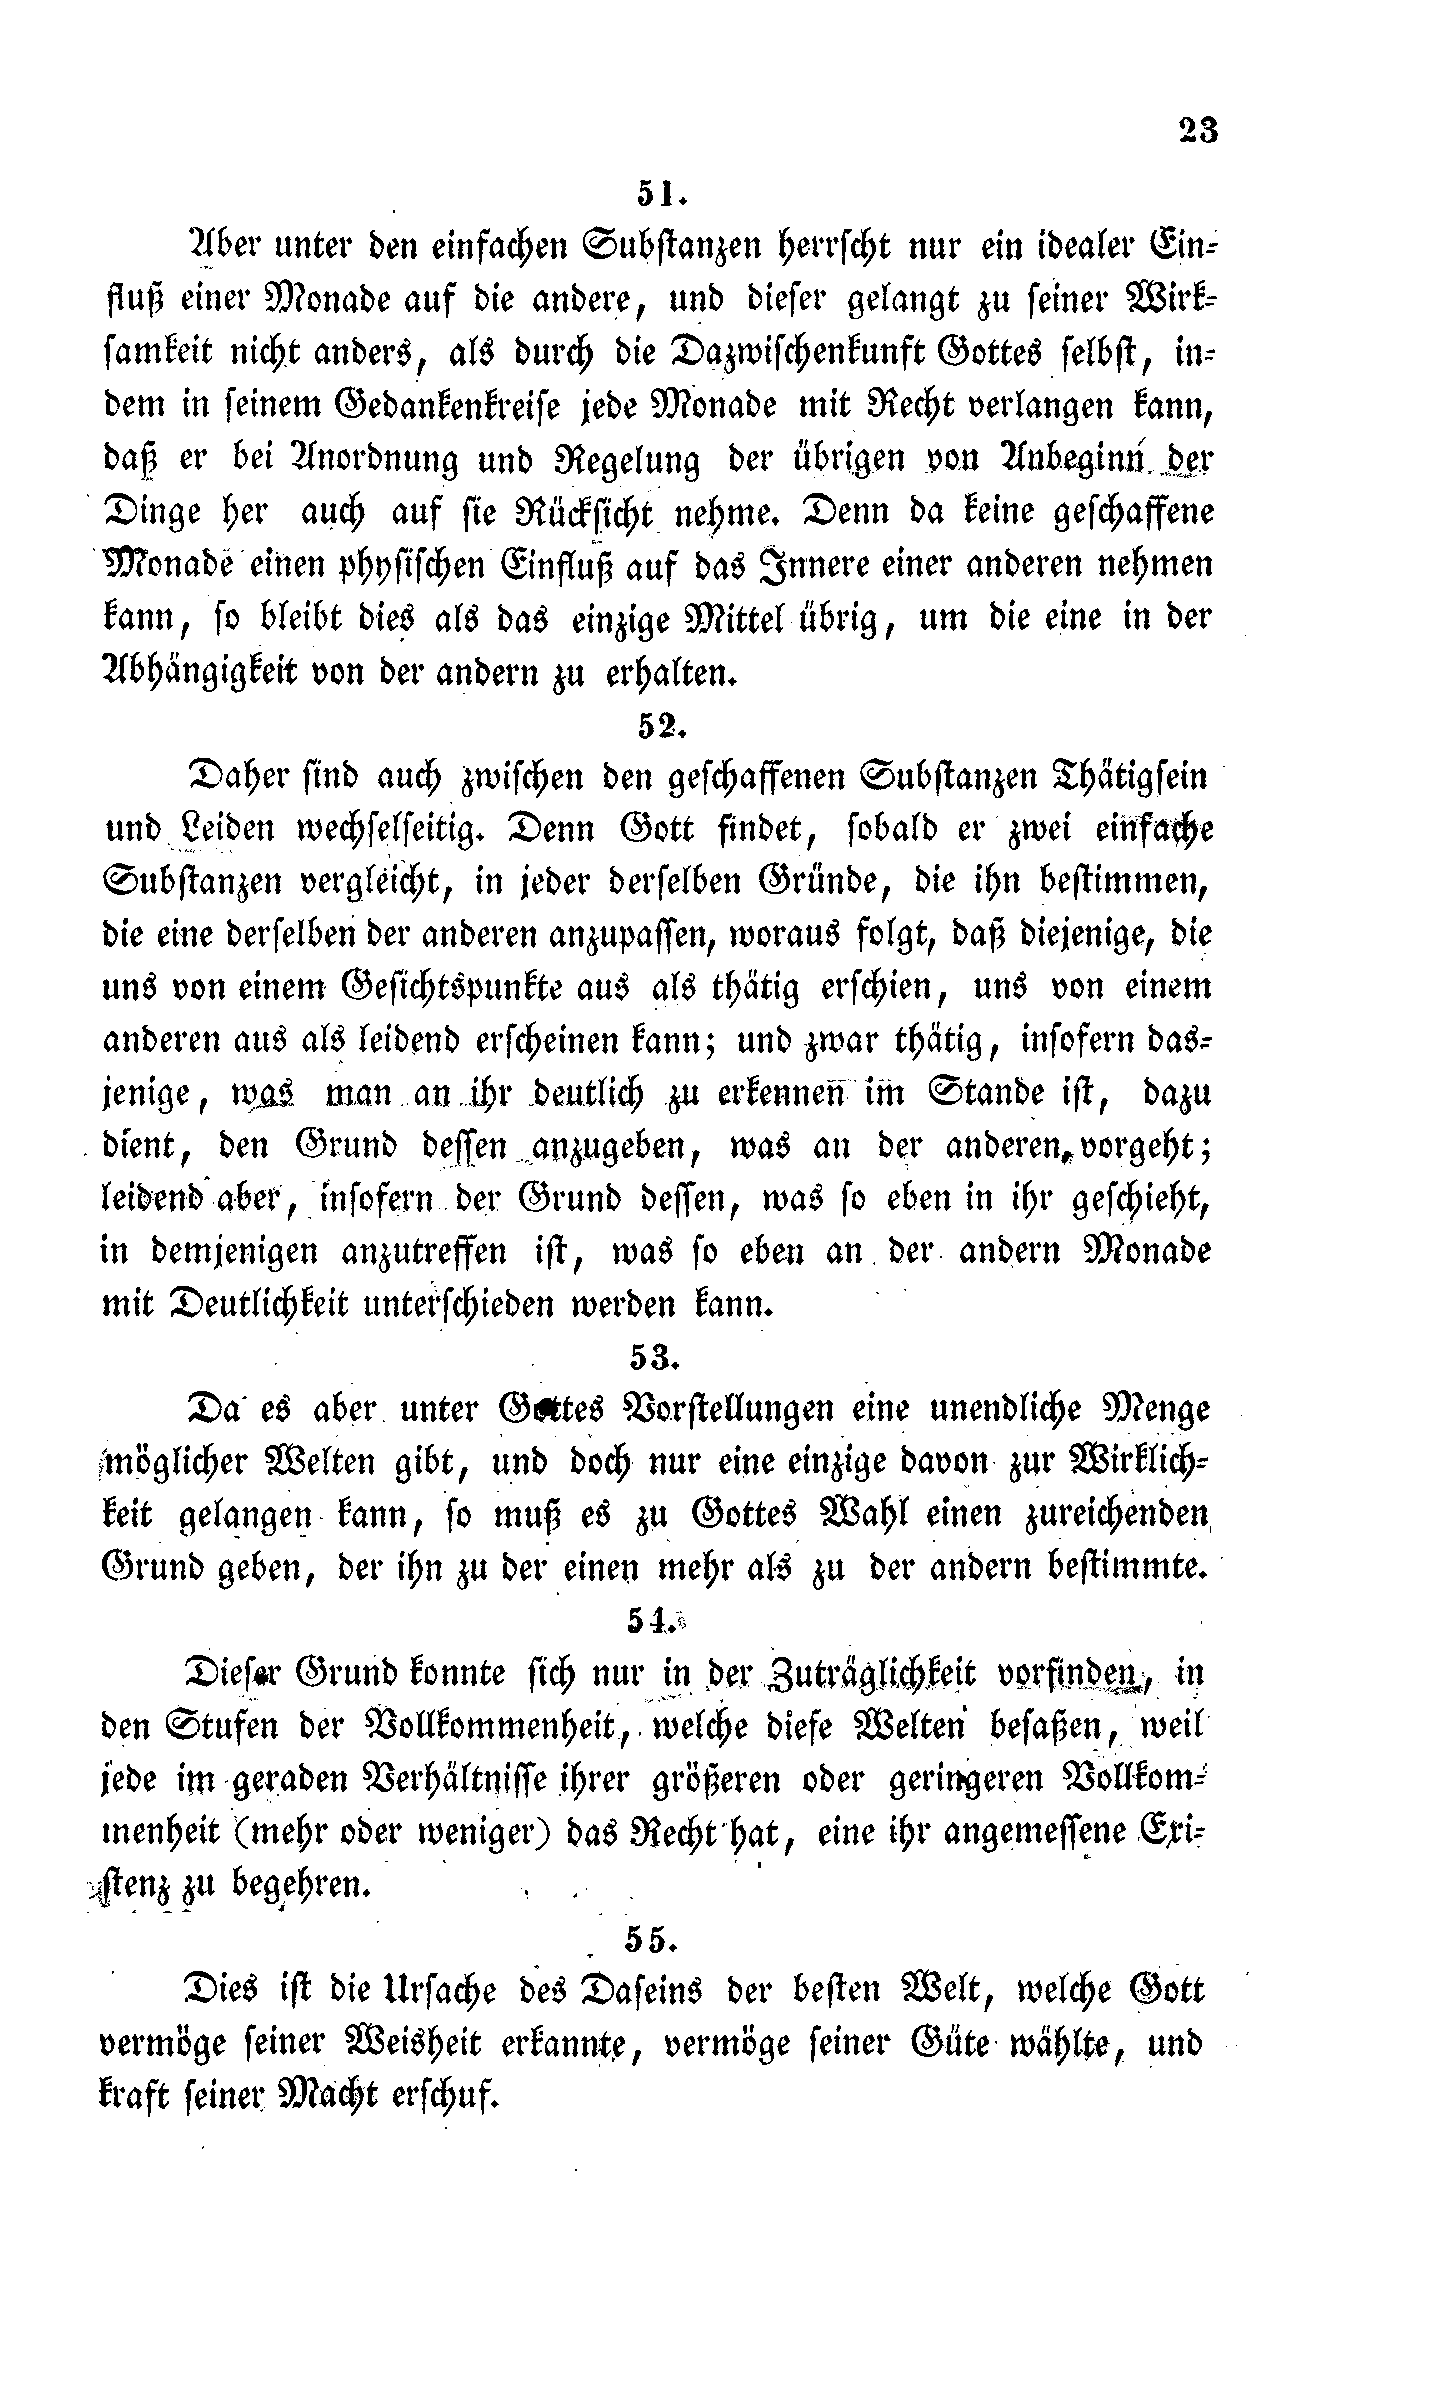 23
51.
Aber unter den einfachen Substanzen herrscht nur ein idealer Ein-
fluß einer Monade auf die andere, und dieser gelangt zu seiner Wirk-
samkeit nicht anders, als durch die Dazwischenkunft Gottes selbst, in-
dem in seinem Gedankenkreise jede Monade mit Recht verlangen kann,
daß er bei Anordnung und Regelung der übrigen von Anbeginn der
Dinge her auch auf sie Rücksicht nehme. Denn da keine geschaffene
Monade einen physischen Einfluß auf das Innere einer anderen nehmen
kann, so bleibt dies als das einzige Mittel übrig, um die eine in der
Abhängigkeit von der andern zu erhalten.
52.
Daher sind auch zwischen den geschaffenen Substanzen Thätigsein
und Leiden wechselseitig. Denn Gott findet, sobald er zwei einfache
Substanzen vergleicht, in jeder derselben Gründe, die ihn bestimmen,
die eine derselben der anderen anzupassen, woraus folgt, daß diejenige, die
uns von einem Gesichtspunkte aus als thätig erschien, uns von einem
anderen aus als leidend erscheinen kann; und zwar thätig, insofern das-
jenige, was man an ihr deutlich zu erkennen im Stande ist, dazu
dient, den Grund dessen anzugeben, was an der anderen vorgeht;
leidend aber, insofern der Grund dessen, was so eben in ihr geschieht,
in demjenigen anzutreffen ist, was so eben an der andern Monade
mit Deutlichkeit unterschieden werden kann.
53.
Da es aber unter Gottes Vorstellungen eine unendliche Menge
möglicher Welten gibt, und doch nur eine einzige davon zur Wirklich-
keit gelangen kann, so muß es zu Gottes Wahl einen zureichenden
Grund geben, der ihn zu der einen mehr als zu der andern bestimmte.
54.
Dieser Grund konnte sich nur in der Zuträglichkeit vorfinden, in
den Stufen der Vollkommenheit, welche diese Welten besaßen, weil
jede im geraden Verhältnisse ihrer größeren oder geringeren Vollkom-
menheit (mehr oder weniger) das Recht hat, eine ihr angemessene Exi-
stenz zu begehren.
55.
Dies ist die Ursache des Daseins der besten Welt, welche Gott
vermöge seiner Weisheit erkannte, vermöge seiner Güte wählte, und
kraft seiner Macht erschuf.